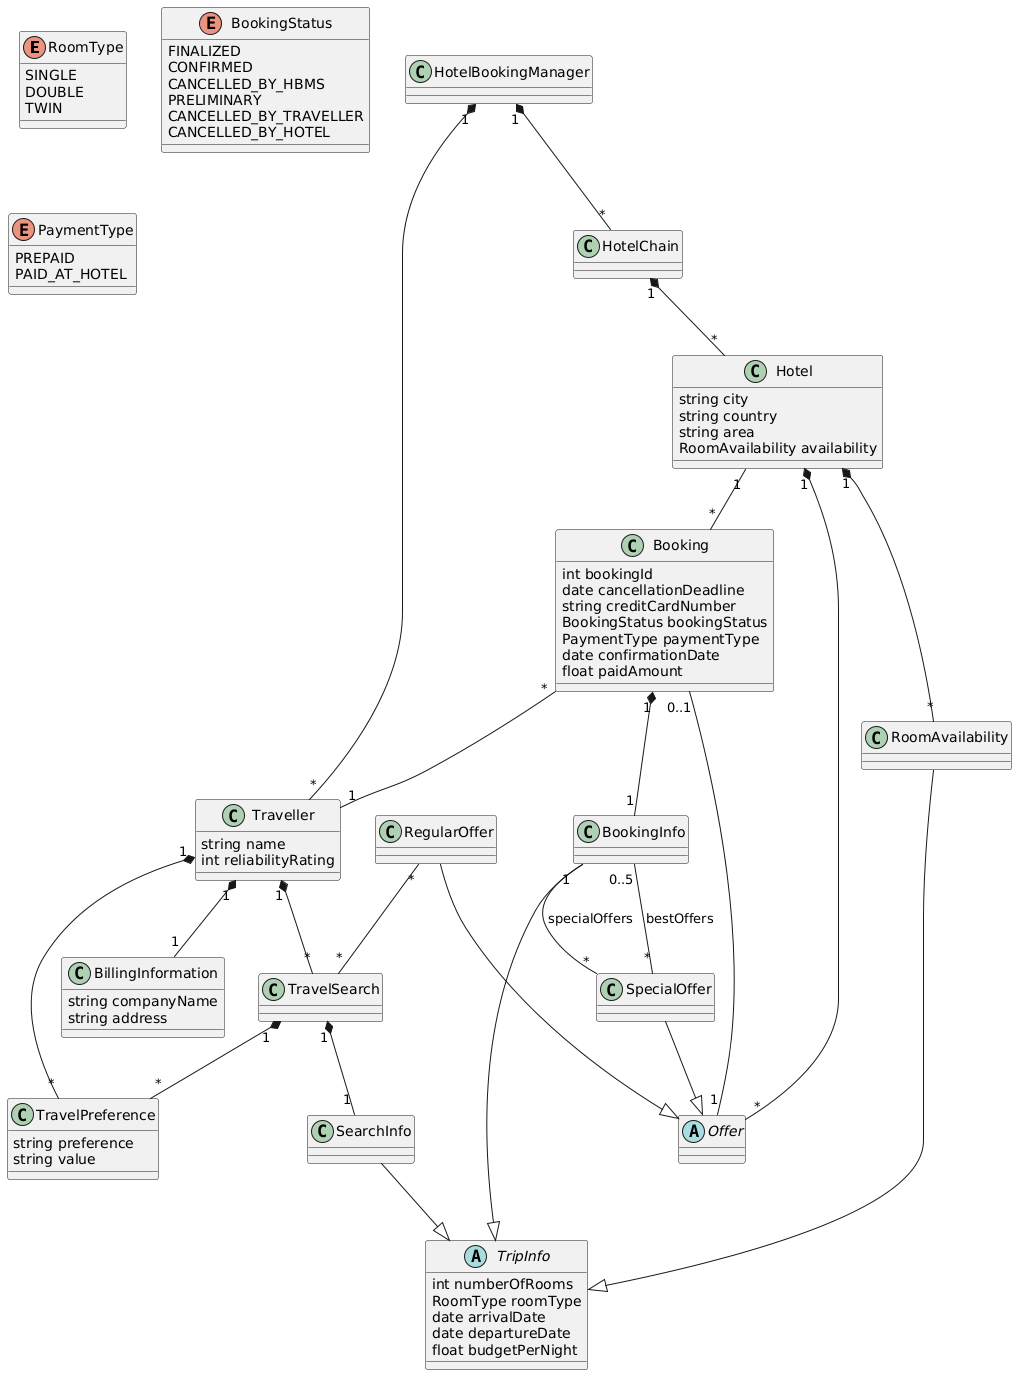 E RoomType
SINGLE
DOUBLE
TWIN
E BookingStatus
FINALIZED
CONFIRMED
CANCELLED_BY_HBMS
PRELIMINARY
CANCELLED_BY_TRAVELLER
CANCELLED_BY_HOTEL
C HotelBookingManager
1
1
E PaymentType
PREPAID
PAID_AT_HOTEL
*
C HotelChain
1
*
C Hotel
string city
string country
string area
RoomAvailability availability
1
1
1
*
C Booking
int bookingId
date cancellationDeadline
string creditCardNumber
BookingStatus bookingStatus
PaymentType paymentType
date confirmationDate
float paidAmount
*
1
0..1
*
C RoomAvailability
*
1
1
C Traveller
string name
int reliabilityRating
1
1
1
C RegularOffer
*
C BookingInfo
1
0..5
specialOffers
bestOffers
1
*
*
*
*
C BillingInformation
string companyName
string address
C TravelSearch
1
1
C SpecialOffer
*
*
1
1
*
C TravelPreference
string preference
string value
C SearchInfo
A Offer
A TripInfo
int numberOfRooms
RoomType roomType
date arrivalDate
date departureDate
float budgetPerNight